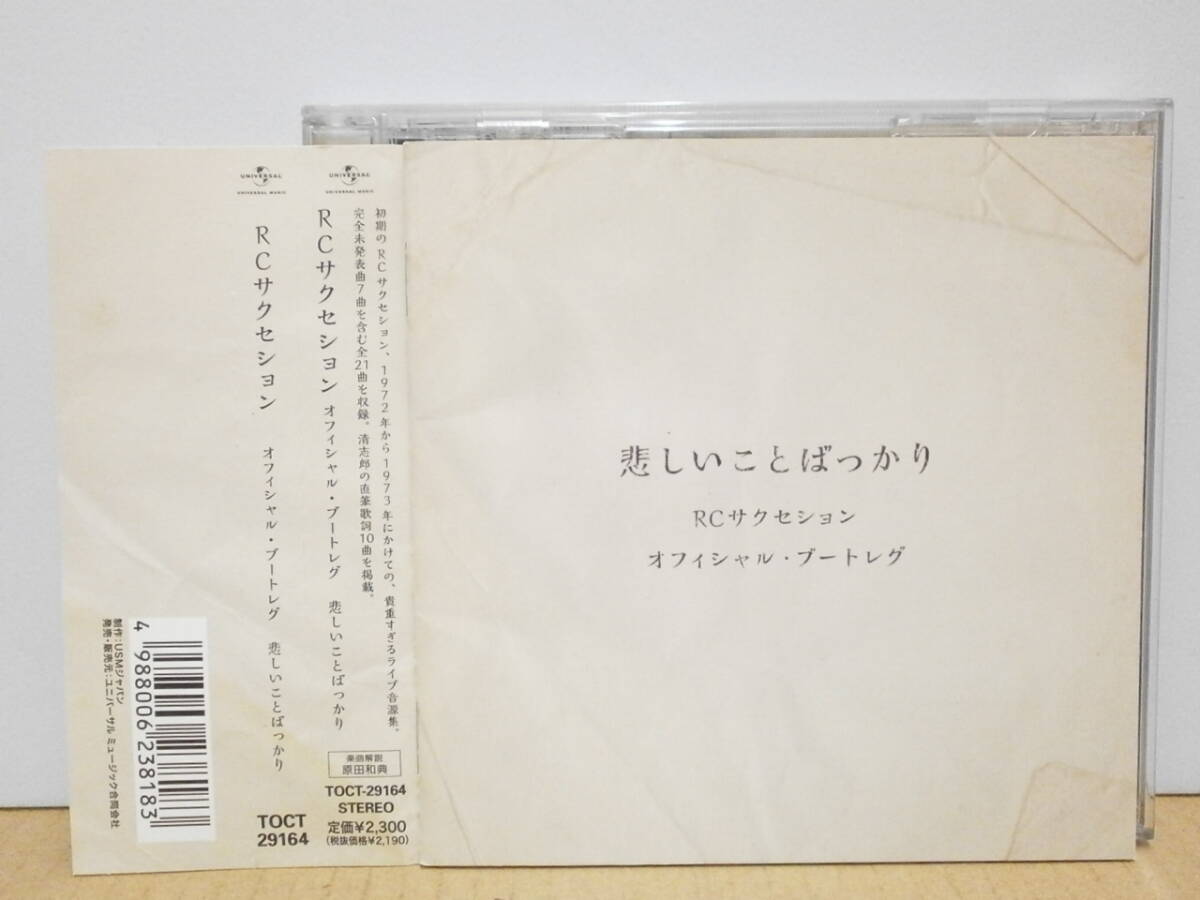 UNIVERSAL
UNIVERSAL MUSIC
初期のRCサクセション、1972年から1973年にかけての、貴重すぎるライブ音源集。
完全未発表曲7曲を含む全21曲を収録。清志郎の直筆歌詞10曲を掲載。
RCサクセション オフィシャル・ブートレグ 悲しいことばっかり
楽曲解説
原田和典
TOCT-29164
STEREO
定価¥2,300
(税抜価格¥2,190)
UNIVERSAL
UNIVERSAL MUSIC
RCサクセション オフィシャル・ブートレグ 悲しいことばっかり
TOCT
29164
4 988006 238183
制作:USMジャパン
発売・販売元:ユニバーサル ミュージック合同会社
悲しいことばっかり
RCサクセション
オフィシャル・ブートレグ